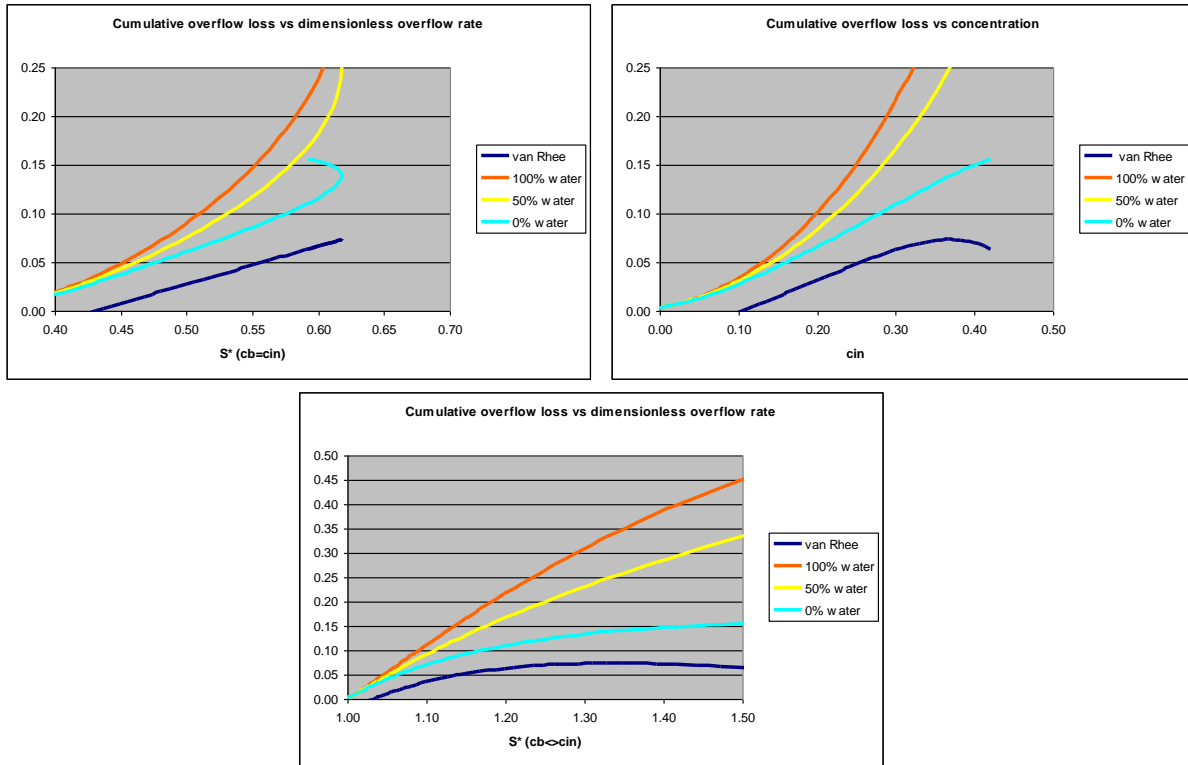 Cumulative overflow loss vs dimensionless overflow rate
0.25
0.20
0.15
0.10
0.05
0.00
0.40 0.45 0.50 0.55 0.60 0.65 0.70
S* (cb=cin)
van Rhee
100% water
50% water
0% water
Cumulative overflow loss vs concentration
0.25
0.20
0.15
0.10
0.05
0.00
0.00 0.10 0.20 0.30 0.40 0.50
cin
van Rhee
100% water
50% water
0% water
Cumulative overflow loss vs dimensionless overflow rate
0.50
0.45
0.40
0.35
0.30
0.25
0.20
0.15
0.10
0.05
0.00
1.00 1.10 1.20 1.30 1.40 1.50
S* (cb<>cin)
van Rhee
100% water
50% water
0% water